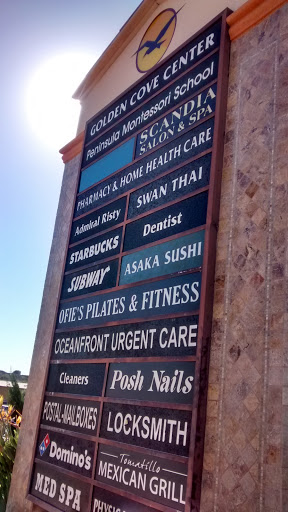 GOLDEN COVE CENTER
Peninsula Montessori School
SCANDIA
SALON & SPA
PHARMACY & HOME HEALTH CARE
Admiral Risty
SWAN THAI
STARBUCKS
Dentist
SUBWAY
ASAKA SUSHI
OFIE'S PILATES & FITNESS
OCEANFRONT URGENT CARE
Cleaners
Posh Nails
POSTAL-MAILBOXES
LOCKSMITH
Domino's
Tomatillo
MEXICAN GRILL
MED SPA